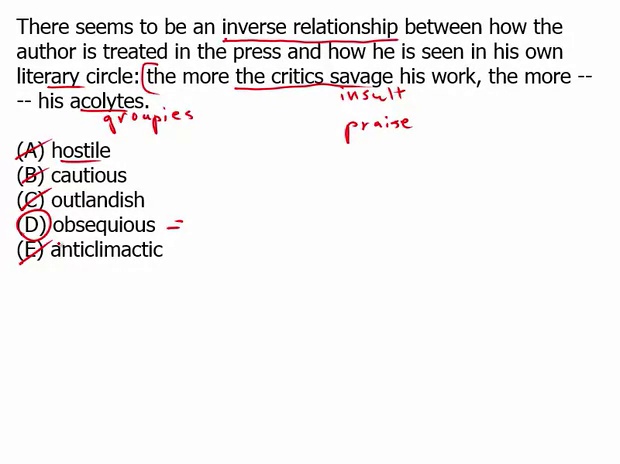 There seems to be an inverse relationship between how the
author is treated in the press and how he is seen in his own
literary circle: the more the critics savage his work, the more --
insult
-- his acolytes.
groupies
praise
(A) hostile
(B) cautious
(C) outlandish
(D) obsequious =
(E) anticlimactic